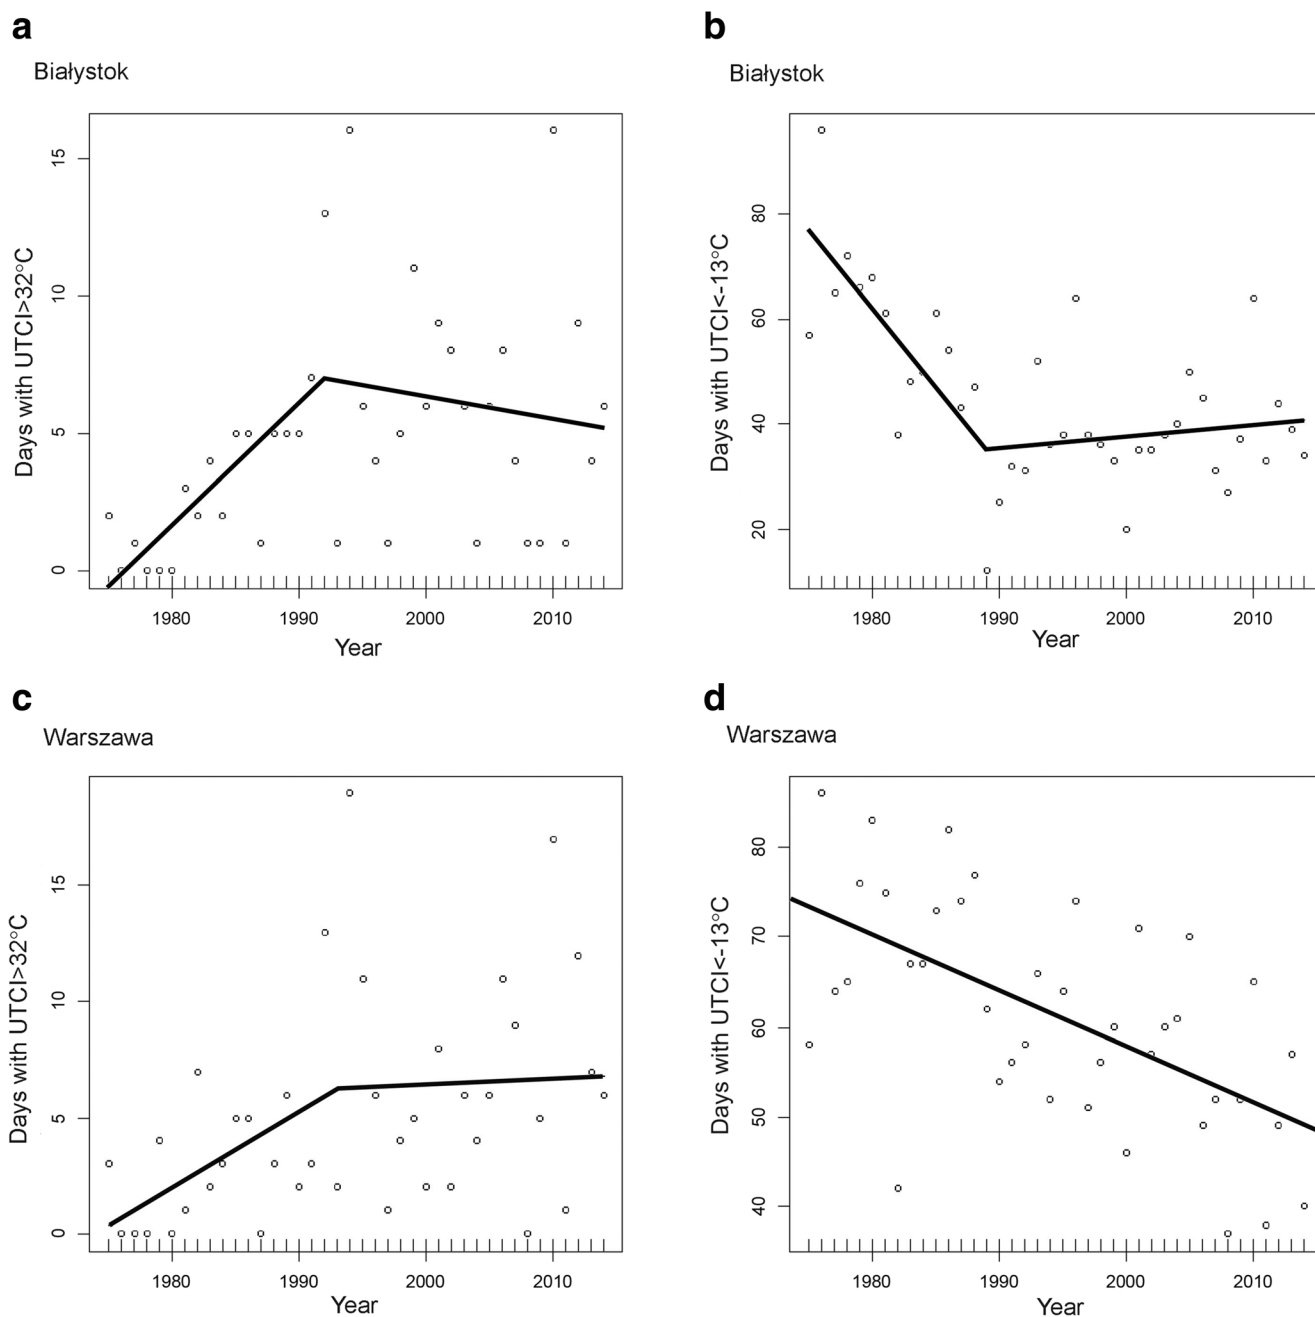 a
Białystok
15
10
5
0
Days with UTCI>32°C
1980 1990 2000 2010
Year
b
Białystok
80
60
40
20
Days with UTCI<-13°C
1980 1990 2000 2010
Year
c
Warszawa
15
10
5
0
Days with UTCI>32°C
1980 1990 2000 2010
Year
d
Warszawa
80
70
60
50
40
Days with UTCI<-13°C
1980 1990 2000 2010
Year